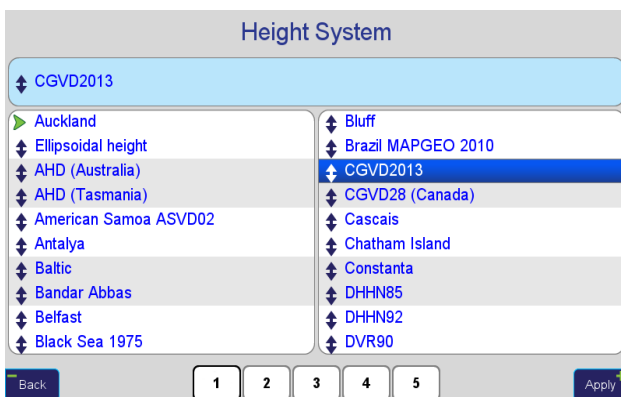 Height System
CGVD2013
Auckland
Ellipsoidal height
AHD (Australia)
AHD (Tasmania)
American Samoa ASVD02
Antalya
Baltic
Bandar Abbas
Belfast
Black Sea 1975
Bluff
Brazil MAPGEO 2010
CGVD2013
CGVD28 (Canada)
Cascais
Chatham Island
Constanta
DHHN85
DHHN92
DVR90
Back
1 2 3 4 5
Apply